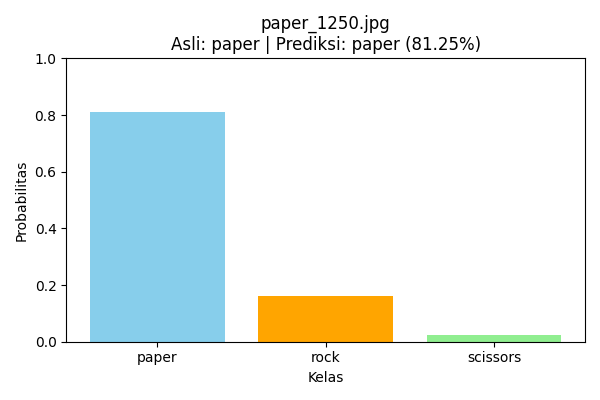 paper_1250.jpg
Asli: paper | Prediksi: paper (81.25%)
1.0
0.8
0.6
0.4
0.2
0.0
Probabilitas
paper
rock
scissors
Kelas